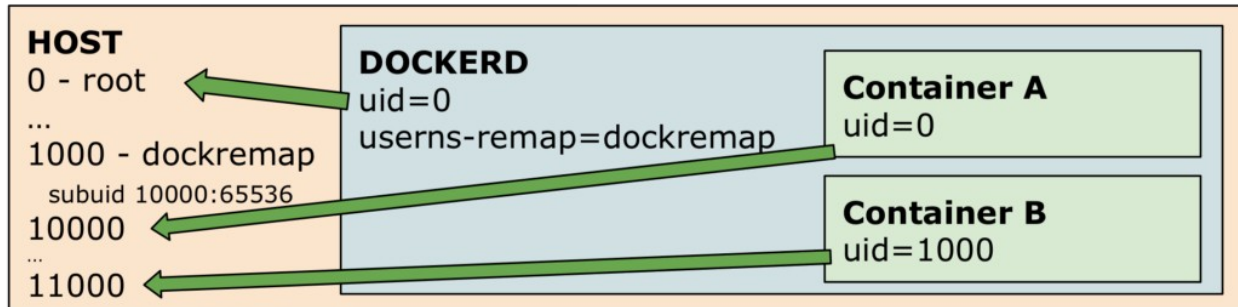 HOST
0 - root
...
1000 - dockremap
subuid 10000:65536
10000
...
11000
DOCKERD
uid=0
userns-remap=dockremap
Container A
uid=0
Container B
uid=1000